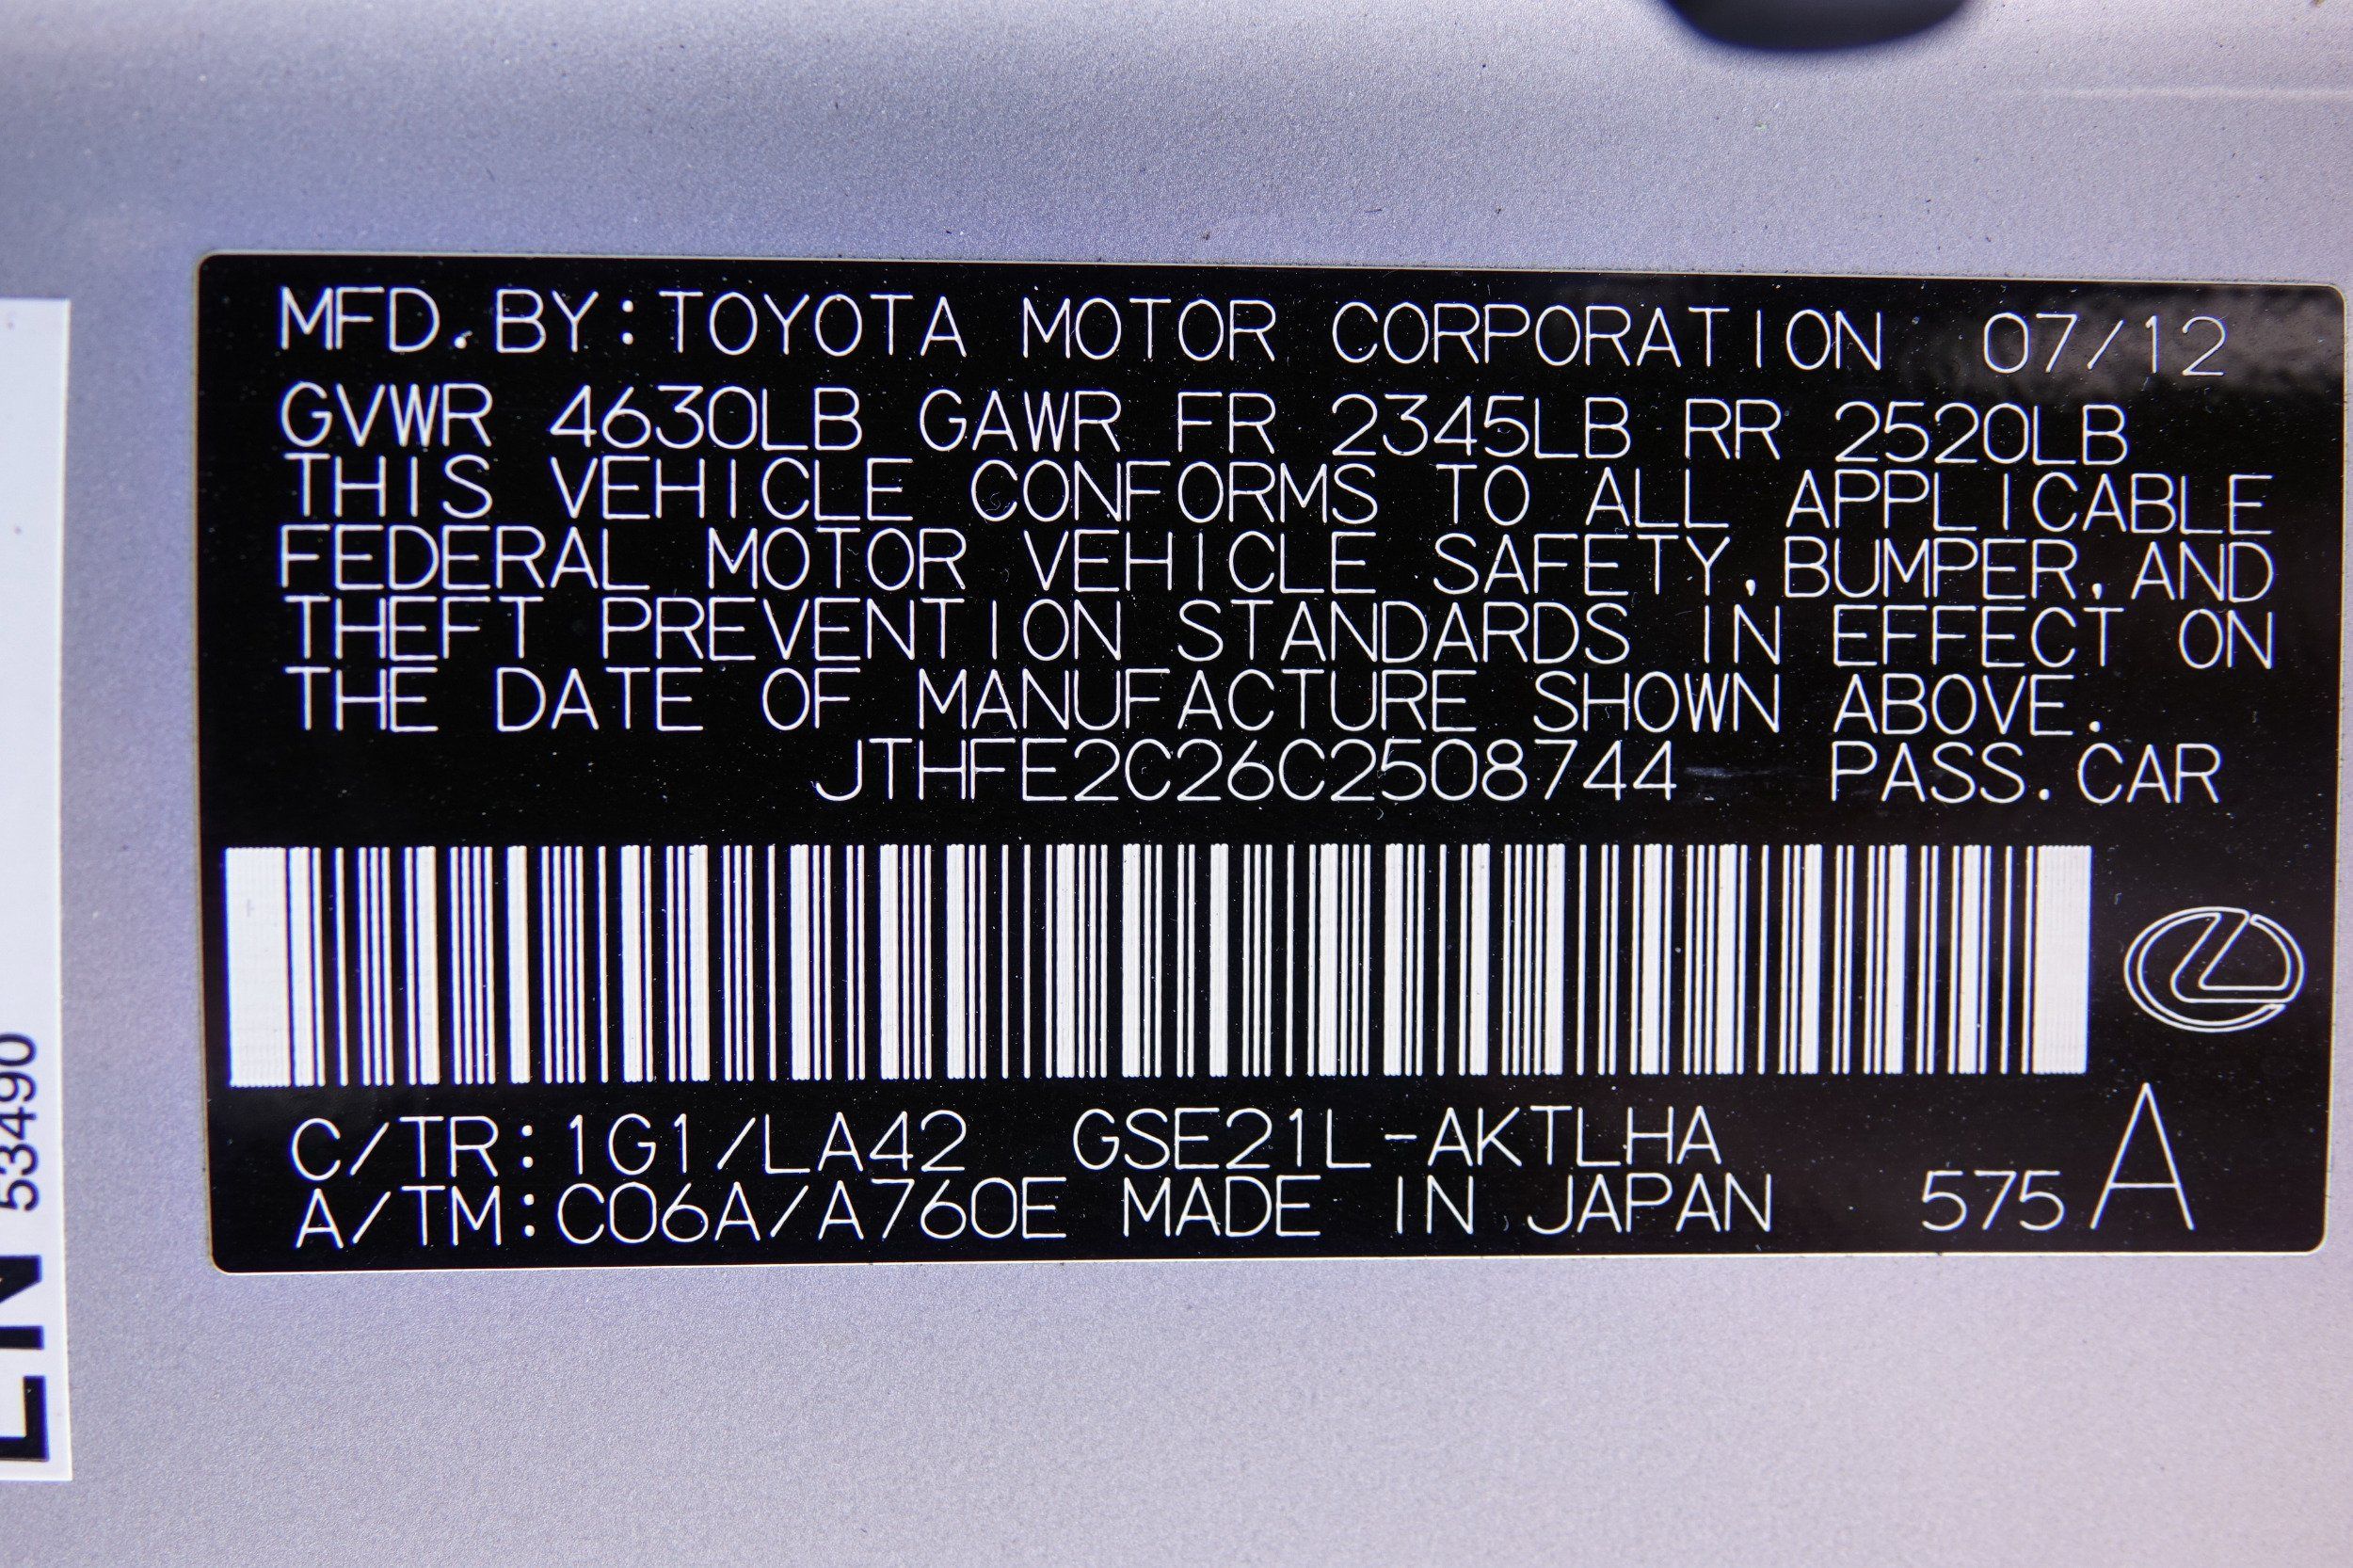 MFD.BY:TOYOTA MOTOR CORPORATION 07/12
GVWR 4630LB GAWR FR 2345LB RR 2520LB
THIS VEHICLE CONFORMS TO ALL APPLICABLE
FEDERAL MOTOR VEHICLE SAFETY,BUMPER,AND
THEFT PREVENTION STANDARDS IN EFFECT ON
THE DATE OF MANUFACTURE SHOWN ABOVE.
JTHFE2C26C2508744 PASS.CAR
C/TR:1G1/LA42 GSE21L-AKTLHA
A/TM:C06A/A760E MADE IN JAPAN 575 A
53490